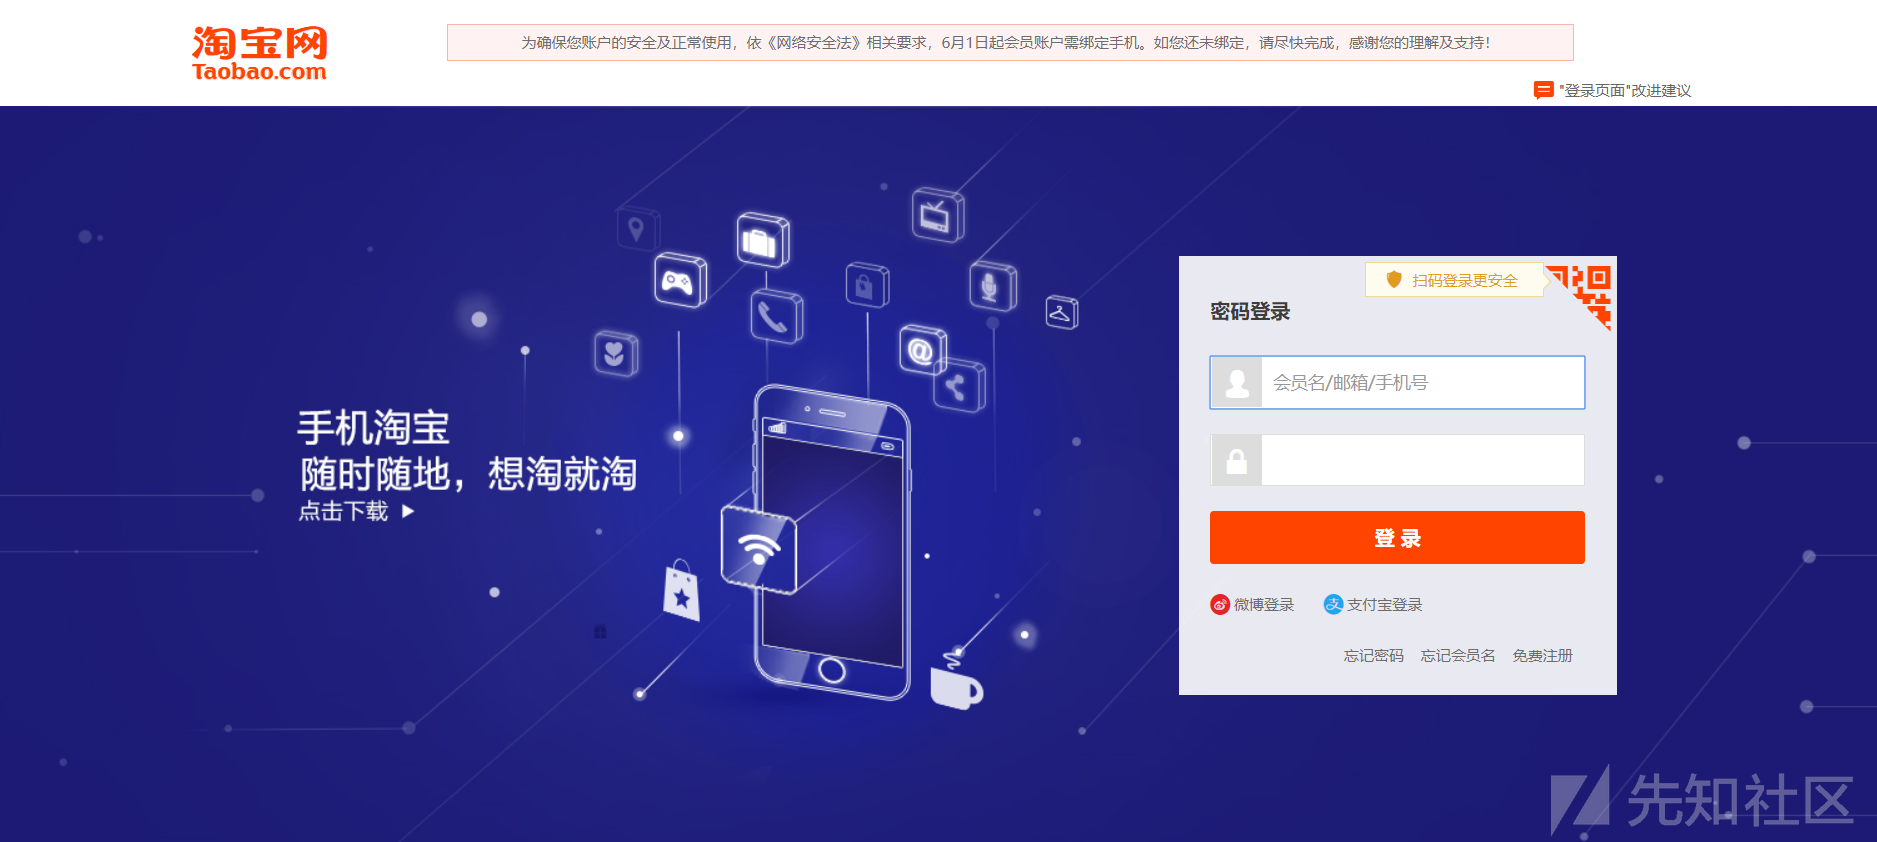 淘宝网
Taobao.com
为确保您账户的安全及正常使用，依《网络安全法》相关要求，6月1日起会员账户需绑定手机。如您还未绑定，请尽快完成，感谢您的理解及支持！
"登录页面"改进建议
手机淘宝
随时随地，想淘就淘
点击下载 ▶
扫码登录更安全
密码登录
会员名/邮箱/手机号
登 录
微博登录 支付宝登录
忘记密码 忘记会员名 免费注册
先知社区